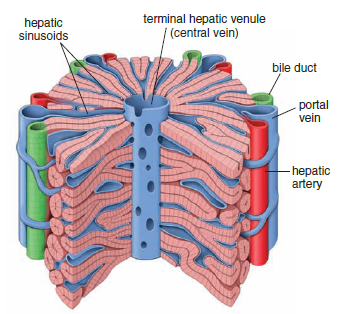 hepatic
sinusoids
terminal hepatic venule
(central vein)
bile duct
portal
vein
hepatic
artery